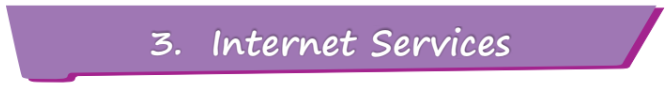 3. Internet Services